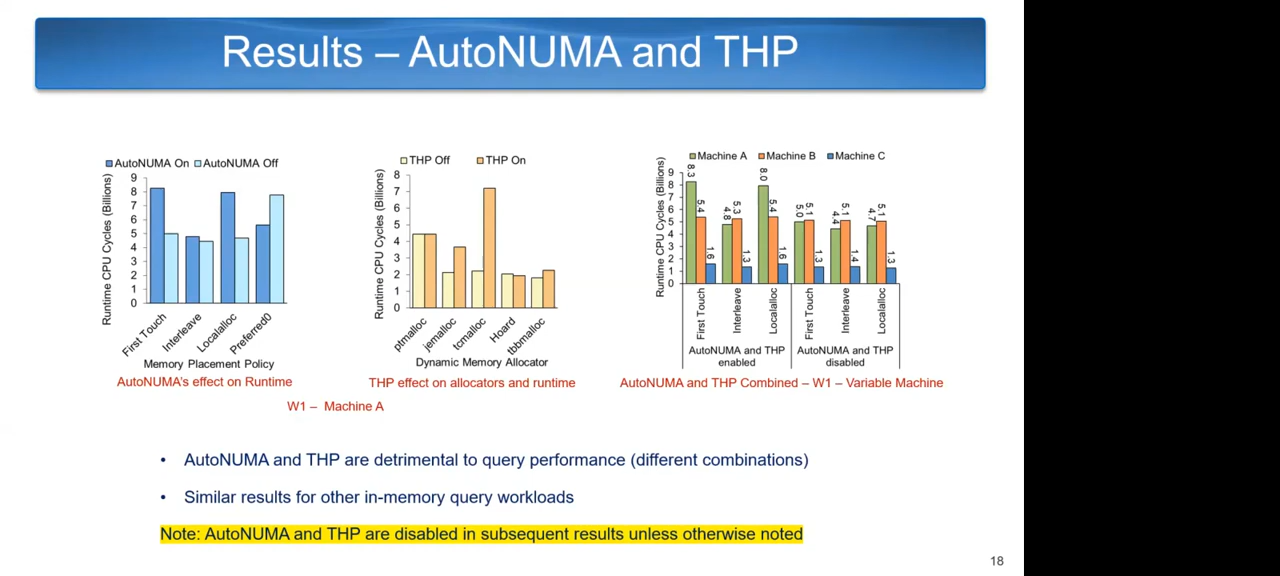 Results – AutoNUMA and THP
AutoNUMA On AutoNUMA Off
Runtime CPU Cycles (Billions)
9
8
7
6
5
4
3
2
1
0
First Touch
Interleave
Localalloc
Preferred0
Memory Placement Policy
AutoNUMA's effect on Runtime
THP Off THP On
Runtime CPU Cycles (Billions)
8
7
6
5
4
3
2
1
0
ptmalloc
jemalloc
tcmalloc
Hoard
tbbmalloc
Dynamic Memory Allocator
THP effect on allocators and runtime
W1 – Machine A
Machine A Machine B Machine C
Runtime CPU Cycles (Billions)
9
8
7
6
5
4
3
2
1
0
8.3 5.4 1.6
4.8 5.3 1.3
8.0 5.4 1.6
5.0 5.1 1.3
4.4 5.1 1.4
4.7 5.1 1.3
First Touch
Interleave
Localalloc
First Touch
Interleave
Localalloc
AutoNUMA and THP
enabled
AutoNUMA and THP
disabled
AutoNUMA and THP Combined – W1 – Variable Machine
• AutoNUMA and THP are detrimental to query performance (different combinations)
• Similar results for other in-memory query workloads
Note: AutoNUMA and THP are disabled in subsequent results unless otherwise noted
18